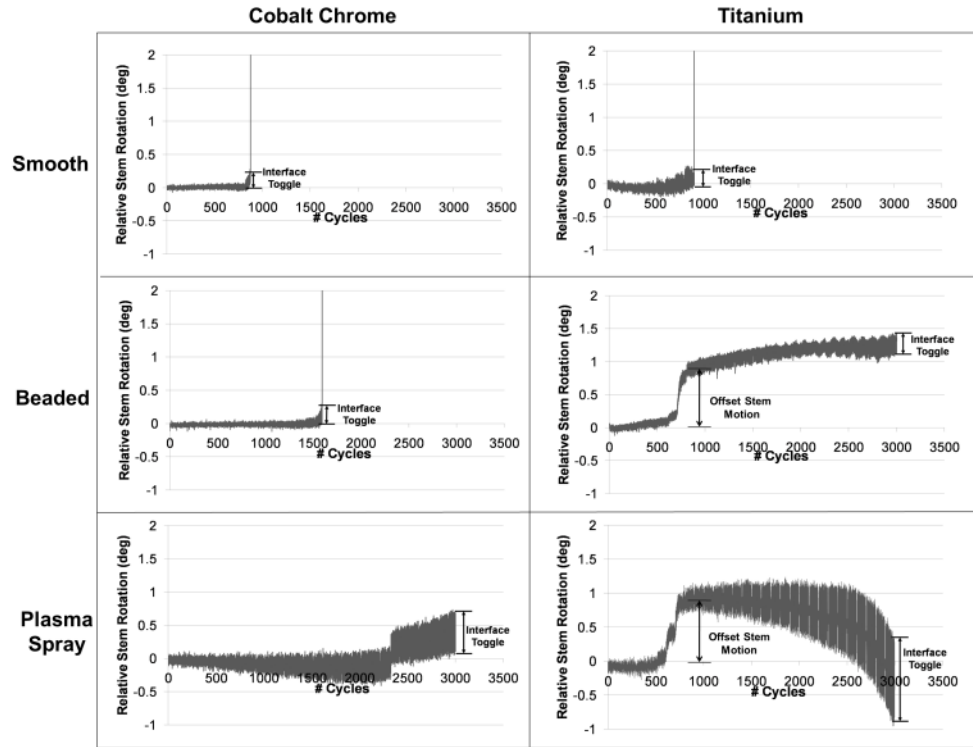 Cobalt Chrome
Titanium
Smooth
Relative Stem Rotation (deg)
2
1.5
1
0.5
0
-0.5
-1
0 500 1000 1500 2000 2500 3000 3500
# Cycles
Interface
Toggle
Relative Stem Rotation (deg)
2
1.5
1
0.5
0
-0.5
-1
0 500 1000 1500 2000 2500 3000 3500
# Cycles
Interface
Toggle
Beaded
Relative Stem Rotation (deg)
2
1.5
1
0.5
0
-0.5
-1
0 500 1000 1500 2000 2500 3000 3500
# Cycles
Interface
Toggle
Relative Stem Rotation (deg)
2
1.5
1
0.5
0
-0.5
-1
0 500 1000 1500 2000 2500 3000 3500
# Cycles
Offset Stem
Motion
Interface
Toggle
Plasma
Spray
Relative Stem Rotation (deg)
2
1.5
1
0.5
0
-0.5
-1
0 500 1000 1500 2000 2500 3000 3500
# Cycles
Interface
Toggle
Relative Stem Rotation (deg)
2
1.5
1
0.5
0
-0.5
-1
0 500 1000 1500 2000 2500 3000 3500
# Cycles
Offset Stem
Motion
Interface
Toggle